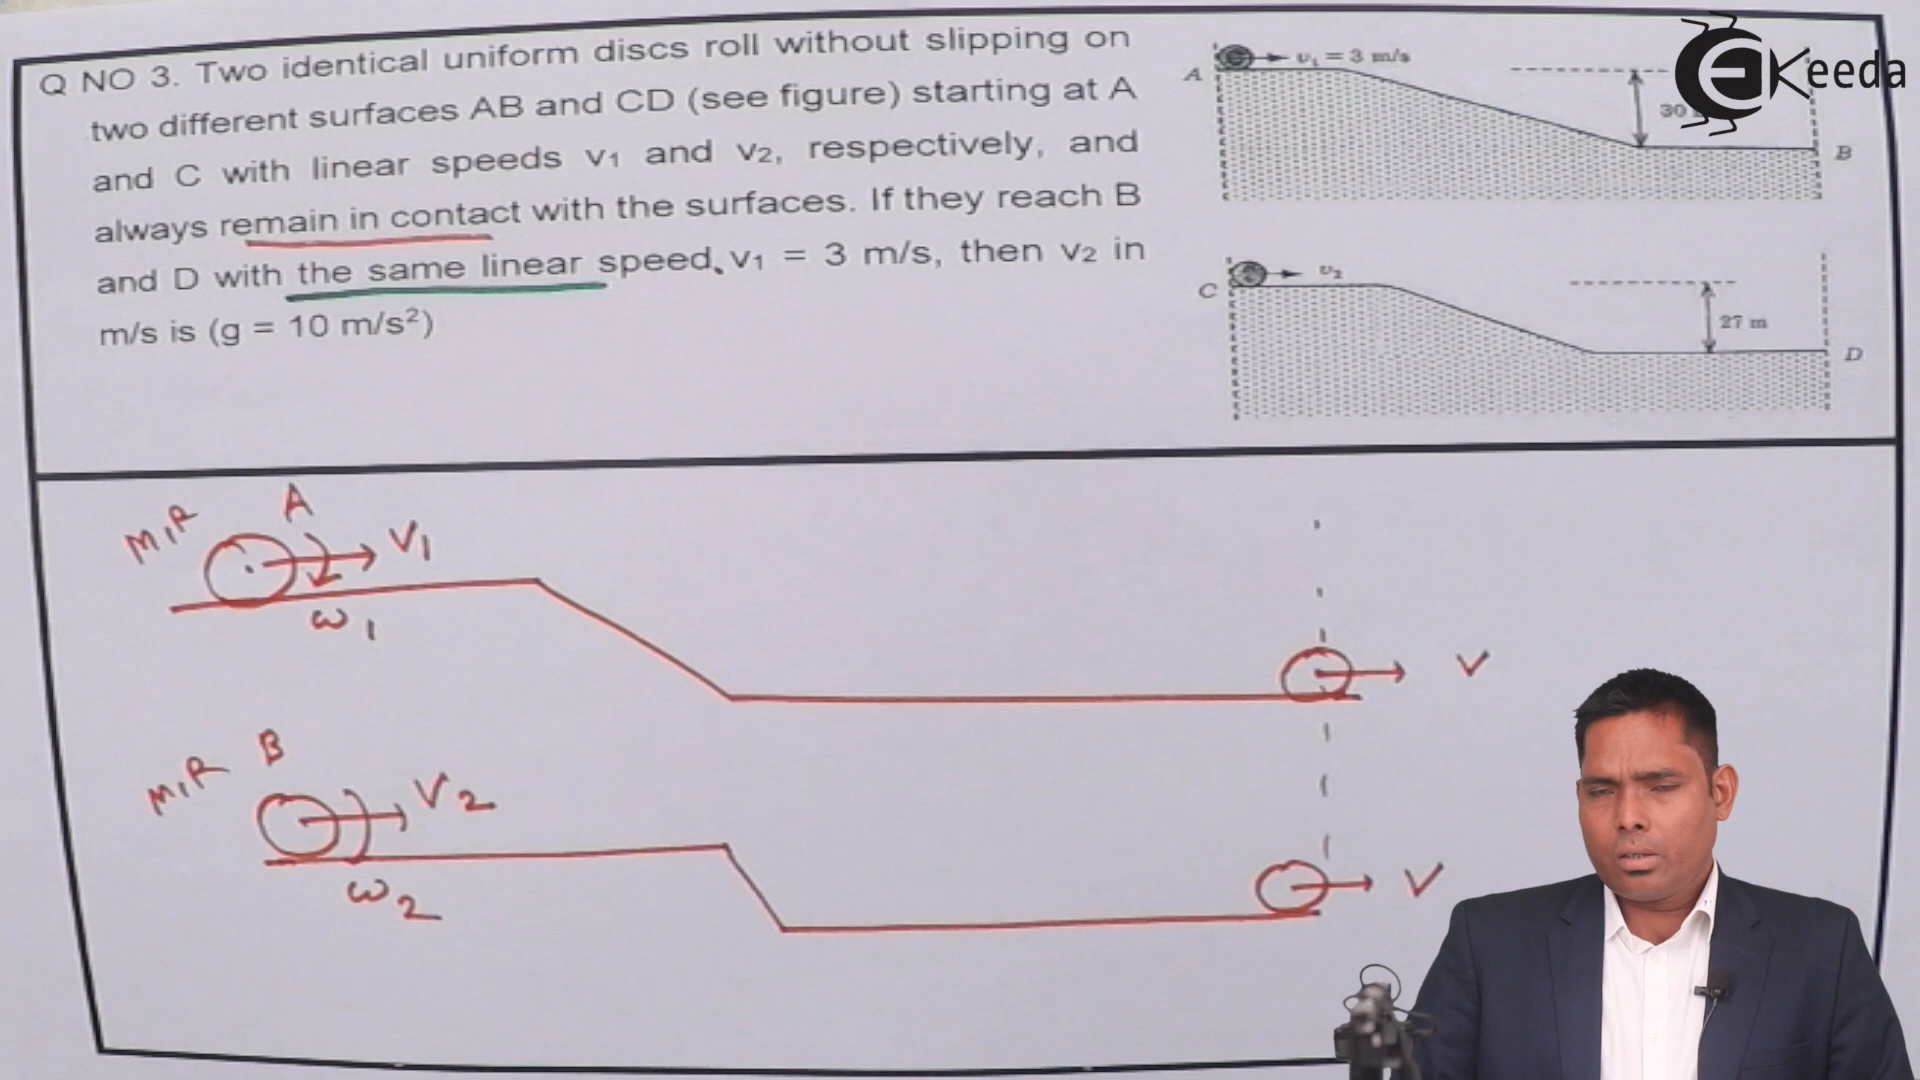 Q NO 3. Two identical uniform discs roll without slipping on
two different surfaces AB and CD (see figure) starting at A
and C with linear speeds v₁ and v₂, respectively, and
always remain in contact with the surfaces. If they reach B
and D with the same linear speed, v₁ = 3 m/s, then v₂ in
m/s is (g = 10 m/s²)
A
v₁ = 3 m/s
30
B
EKeeda
C
v₂
27 m
D
M,R
A
V₁
ω₁
V
M,R
B
V₂
ω₂
V